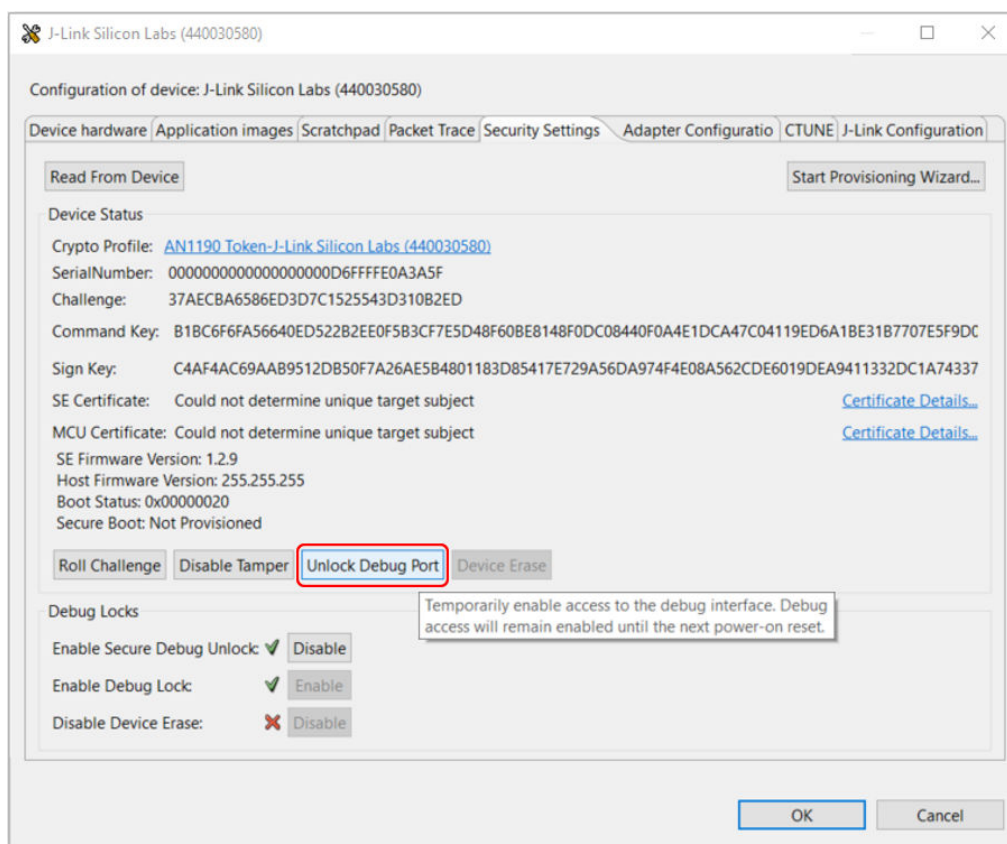 J-Link Silicon Labs (440030580)
Configuration of device: J-Link Silicon Labs (440030580)
Device hardware Application images Scratchpad Packet Trace Security Settings Adapter Configuratio CTUNE J-Link Configuration
Read From Device Start Provisioning Wizard...
Device Status
Crypto Profile: AN1190 Token-J-Link Silicon Labs (440030580)
SerialNumber: 0000000000000000000D6FFFFE0A3A5F
Challenge: 37AECBA6586ED3D7C1525543D310B2ED
Command Key: B1BC6F6FA56640ED522B2EE0F5B3CF7E5D48F60BE8148F0DC08440F0A4E1DCA47C04119ED6A1BE31B7707E5F9D0
Sign Key: C4AF4AC69AAB9512DB50F7A26AE5B4801183D85417E729A56DA974F4E08A562CDE6019DEA9411332DC1A74337
SE Certificate: Could not determine unique target subject Certificate Details...
MCU Certificate: Could not determine unique target subject Certificate Details...
SE Firmware Version: 1.2.9
Host Firmware Version: 255.255.255
Boot Status: 0x00000020
Secure Boot: Not Provisioned
Roll Challenge Disable Tamper Unlock Debug Port Device Erase
Temporarily enable access to the debug interface. Debug
access will remain enabled until the next power-on reset.
Debug Locks
Enable Secure Debug Unlock: Disable
Enable Debug Lock: Enable
Disable Device Erase: Disable
OK Cancel